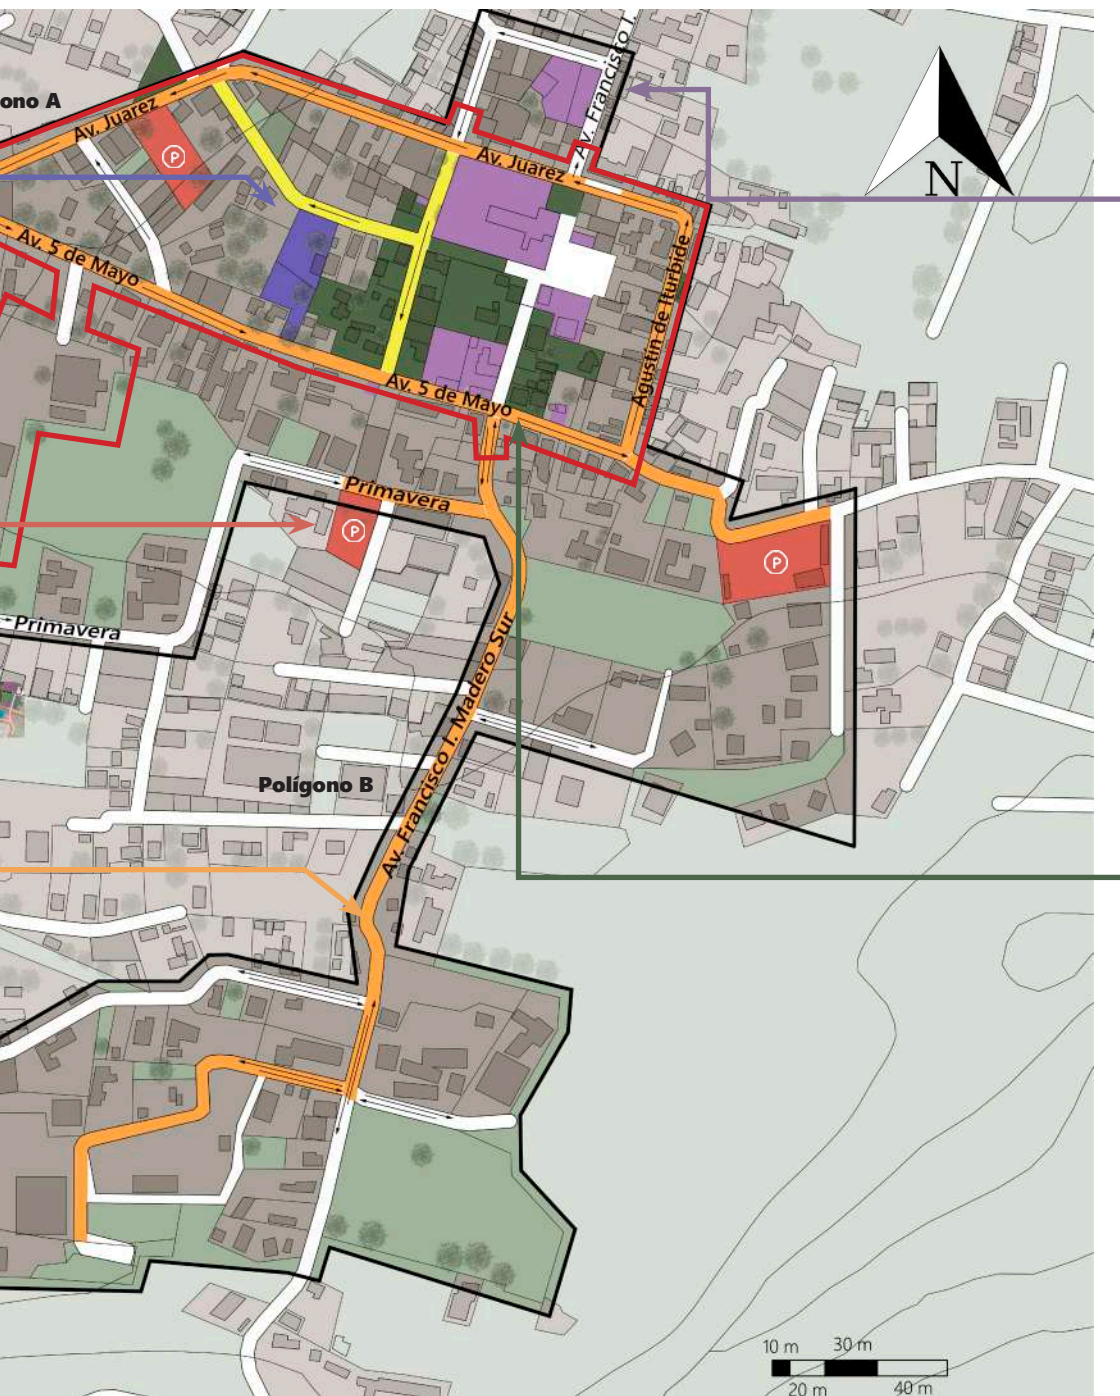 Av. Francisco I.
ono A
Av. Juarez
P
Av. Juarez
N
Av. 5 de Mayo
Agustin de Iturbide
Av. 5 de Mayo
Primavera
P
P
Primavera
Av. Francisco I. Madero Sur
Polígono B
10 m
30 m
20 m
40 m